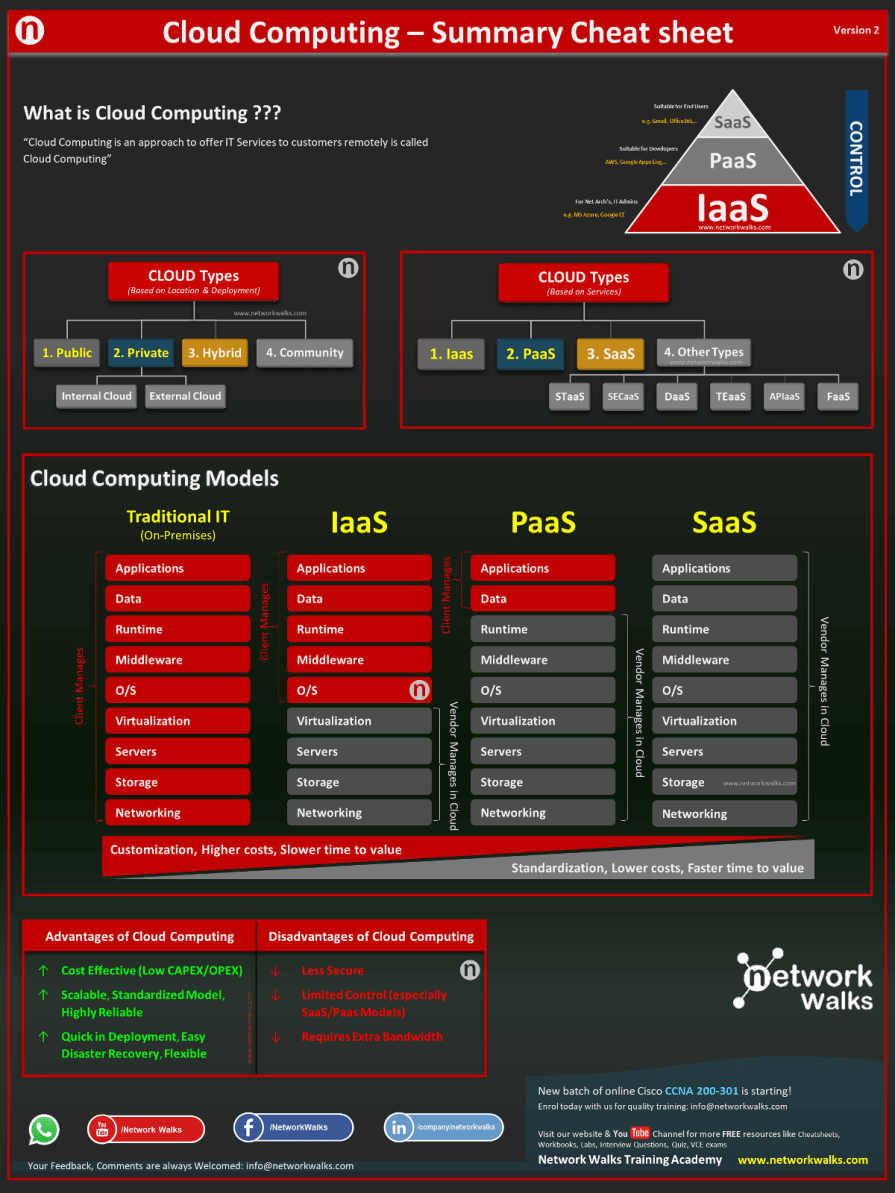 n
Cloud Computing – Summary Cheat sheet
Version 2
What is Cloud Computing ???
“Cloud Computing is an approach to offer IT Services to customers remotely is called
Cloud Computing”
Suitable for End Users
e.g. Gmail, Office365,...
SaaS
Suitable for Developers
AWS, Google Apps Eng,...
PaaS
For Net Arch's, IT Admins
e.g. MS Azure, Google CE
IaaS
www.networkwalks.com
CONTROL
CLOUD Types
(Based on Location & Deployment)
n
www.networkwalks.com
1. Public
2. Private
3. Hybrid
4. Community
Internal Cloud
External Cloud
CLOUD Types
(Based on Services)
n
1. Iaas
2. PaaS
3. SaaS
4. Other Types
www.networkwalks.com
STaaS
SECaaS
DaaS
TEaaS
APIaaS
FaaS
Cloud Computing Models
Traditional IT
(On-Premises)
Client Manages
Applications
Data
Runtime
Middleware
O/S
Virtualization
Servers
Storage
Networking
IaaS
Client Manages
Applications
Data
Runtime
Middleware
O/S
n
Virtualization
Servers
Storage
Networking
Vendor Manages in Cloud
PaaS
Client Manages
Applications
Data
Runtime
Middleware
O/S
Virtualization
Servers
Storage
Networking
Vendor Manages in Cloud
SaaS
Applications
Data
Runtime
Middleware
O/S
Virtualization
Servers
Storage
www.networkwalks.com
Networking
Vendor Manages in Cloud
Customization, Higher costs, Slower time to value
Standardization, Lower costs, Faster time to value
Advantages of Cloud Computing
↑ Cost Effective (Low CAPEX/OPEX)
↑ Scalable, Standardized Model,
Highly Reliable
↑ Quick in Deployment, Easy
Disaster Recovery, Flexible
www.networkwalks.com
Disadvantages of Cloud Computing
n
↓ Less Secure
↓ Limited Control (especially
SaaS/Paas Models)
↓ Requires Extra Bandwidth
network
Walks
You
Tube
/Network Walks
f
/NetworkWalks
in
/company/networkwalks
Your Feedback, Comments are always Welcomed: info@networkwalks.com
New batch of online Cisco CCNA 200-301 is starting!
Enrol today with us for quality training: info@networkwalks.com
Visit our website & You Tube Channel for more FREE resources like Cheatsheets,
Workbooks, Labs, Interview Questions, Quiz, VCE exams
Network Walks Training Academy www.networkwalks.com